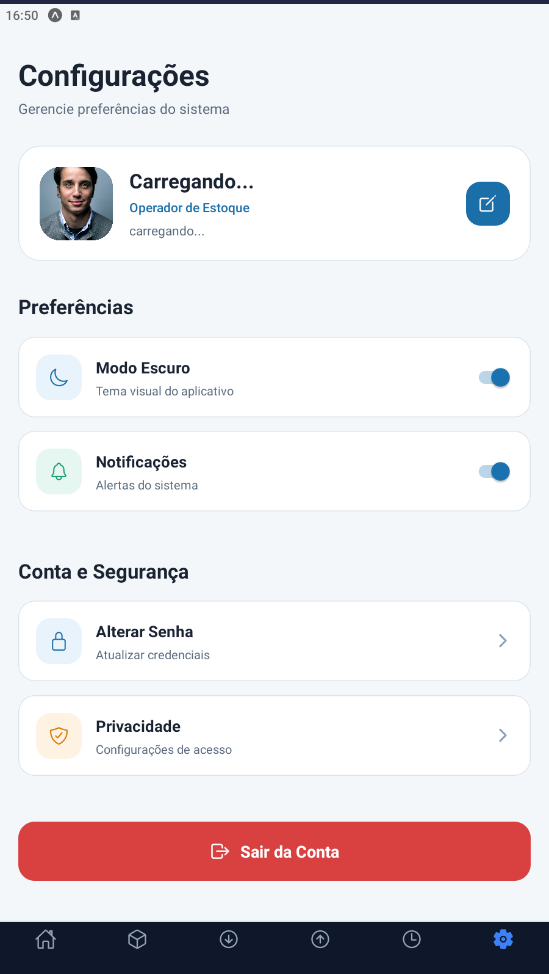 16:50
Configurações
Gerencie preferências do sistema
Carregando...
Operador de Estoque
carregando...
Preferências
Modo Escuro
Tema visual do aplicativo
Notificações
Alertas do sistema
Conta e Segurança
Alterar Senha
Atualizar credenciais
Privacidade
Configurações de acesso
Sair da Conta